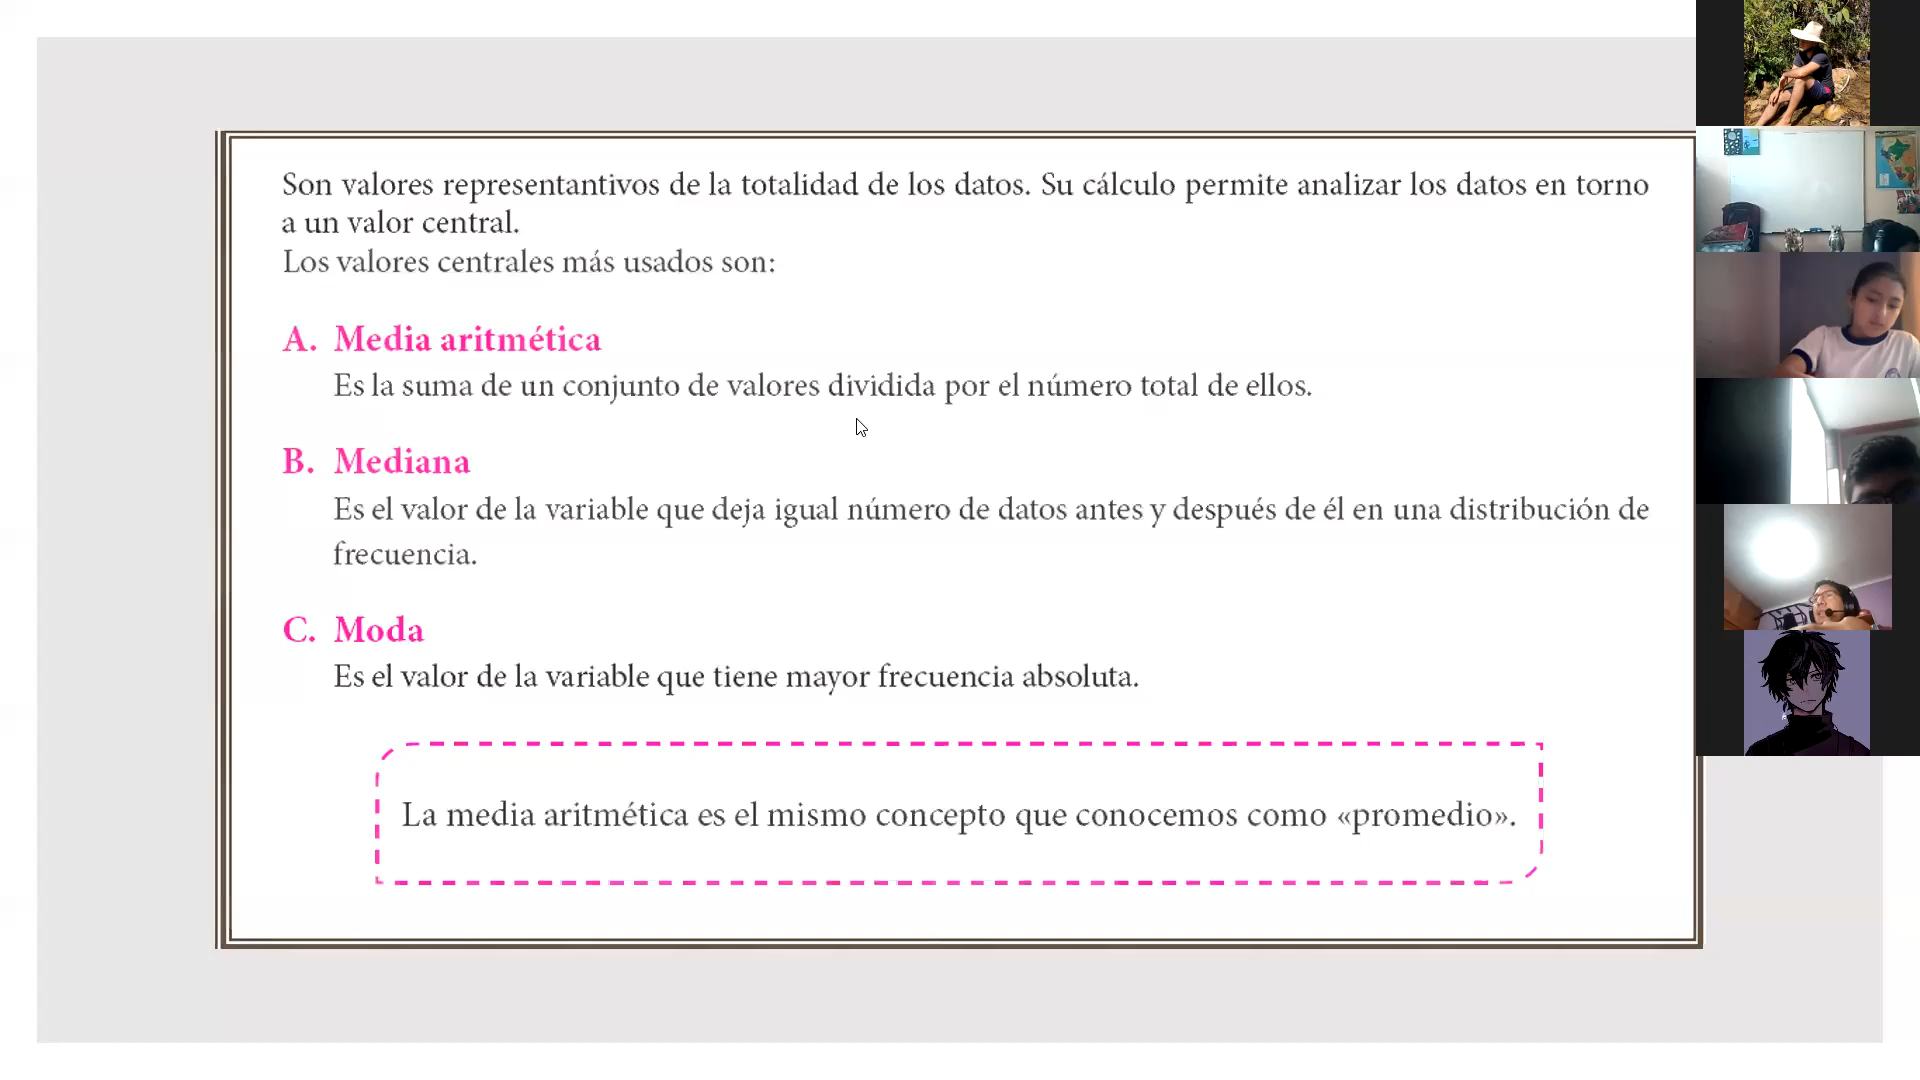 Son valores representantivos de la totalidad de los datos. Su cálculo permite analizar los datos en torno
a un valor central.
Los valores centrales más usados son:
A. Media aritmética
Es la suma de un conjunto de valores dividida por el número total de ellos.
B. Mediana
Es el valor de la variable que deja igual número de datos antes y después de él en una distribución de
frecuencia.
C. Moda
Es el valor de la variable que tiene mayor frecuencia absoluta.
La media aritmética es el mismo concepto que conocemos como «promedio».